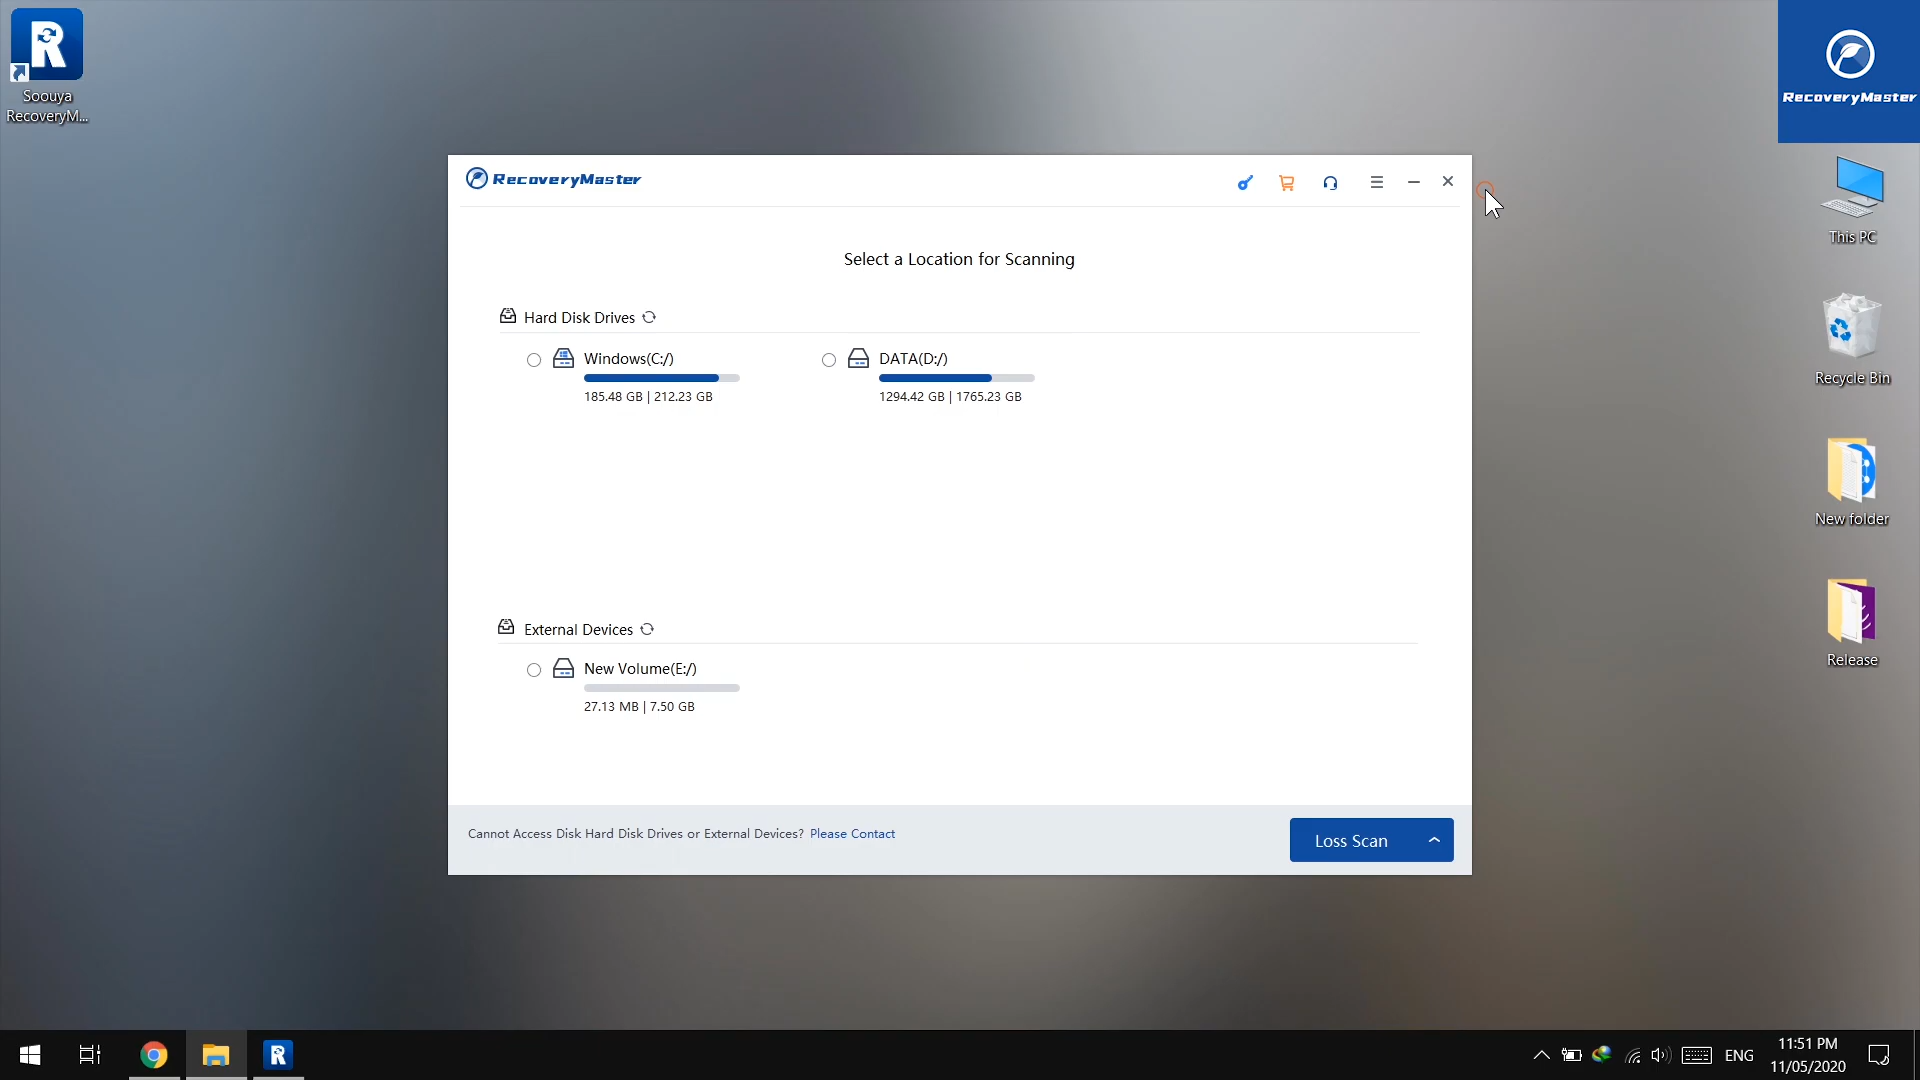 Soouya
RecoveryM...
RecoveryMaster
This PC
Recycle Bin
New folder
Release
RecoveryMaster
Select a Location for Scanning
Hard Disk Drives
Windows(C:/)
185.48 GB | 212.23 GB
DATA(D:/)
1294.42 GB | 1765.23 GB
External Devices
New Volume(E:/)
27.13 MB | 7.50 GB
Cannot Access Disk Hard Disk Drives or External Devices? Please Contact
Loss Scan
ENG
11:51 PM
11/05/2020